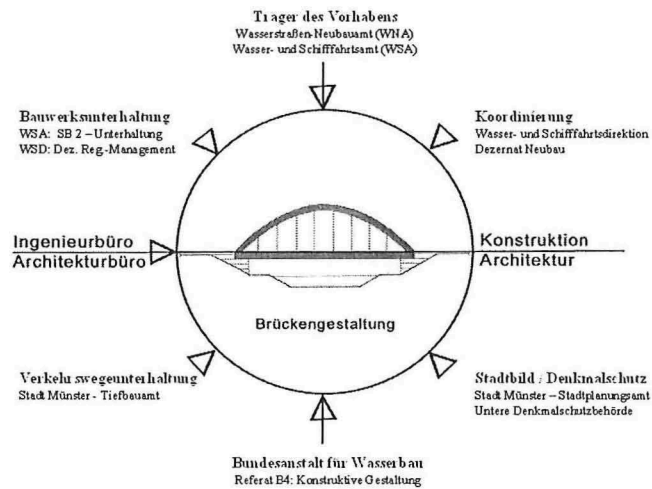 Träger des Vorhabens
Wasserstraßen-Neubauamt (WNA)
Wasser- und Schifffahrtsamt (WSA)
Bauwerksunterhaltung
WSA: SB 2 – Unterhaltung
WSD: Dez. Reg.-Management
Koordinierung
Wasser- und Schifffahrtsdirektion
Dezernat Neubau
Ingenieurbüro
Architekturbüro
Konstruktion
Architektur
Brückengestaltung
Verkehrswegeunterhaltung
Stadt Münster - Tiefbauamt
Stadtbild / Denkmalschutz
Stadt Münster – Stadtplanungsamt
Untere Denkmalschutzbehörde
Bundesanstalt für Wasserbau
Referat B4: Konstruktive Gestaltung